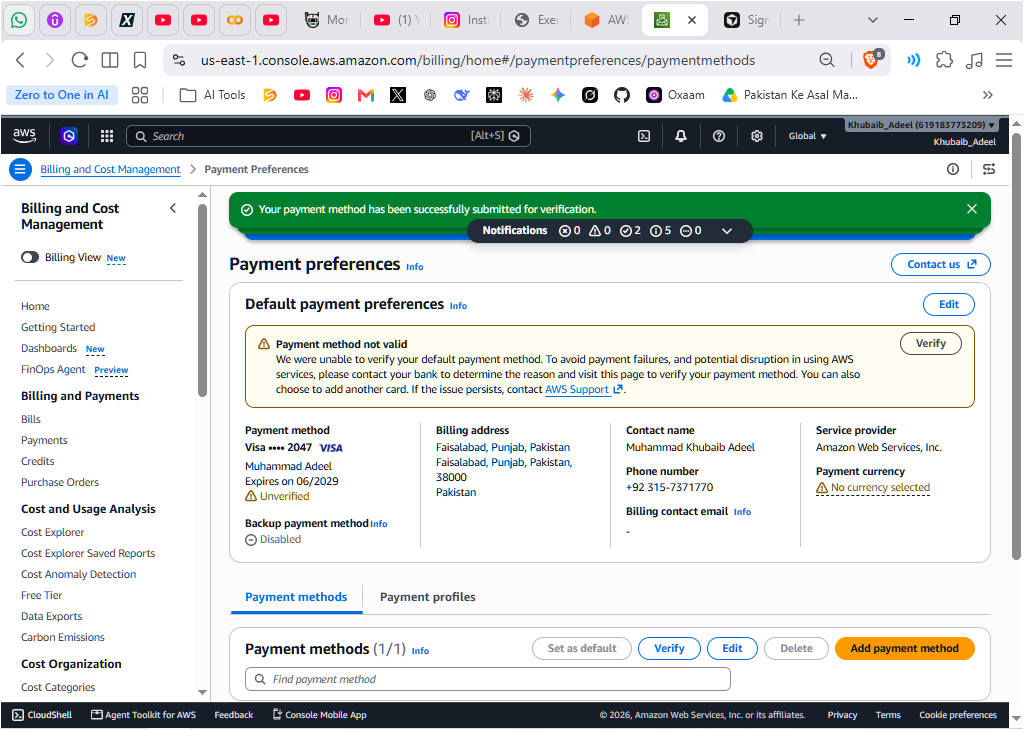 Mor
(1)
Inst
Exer
AWS
Sign
us-east-1.console.aws.amazon.com/billing/home#/paymentpreferences/paymentmethods
8
Zero to One in AI
AI Tools
Oxaam
Pakistan Ke Asal Ma...
aws
Search
[Alt+S]
Global
Khubaib_Adeel (619183773209)
Khubaib_Adeel
Billing and Cost Management
Payment Preferences
Billing and Cost
Management
Billing View New
Home
Getting Started
Dashboards New
FinOps Agent Preview
Billing and Payments
Bills
Payments
Credits
Purchase Orders
Cost and Usage Analysis
Cost Explorer
Cost Explorer Saved Reports
Cost Anomaly Detection
Free Tier
Data Exports
Carbon Emissions
Cost Organization
Cost Categories
Your payment method has been successfully submitted for verification.
Notifications 0 0 2 5 0
Payment preferences Info
Contact us
Default payment preferences Info
Edit
Payment method not valid
We were unable to verify your default payment method. To avoid payment failures, and potential disruption in using AWS
services, please contact your bank to determine the reason and visit this page to verify your payment method. You can also
choose to add another card. If the issue persists, contact AWS Support.
Verify
Payment method
Visa •••• 2047 VISA
Muhammad Adeel
Expires on 06/2029
Unverified
Backup payment method Info
Disabled
Billing address
Faisalabad, Punjab, Pakistan
Faisalabad, Punjab, Pakistan,
38000
Pakistan
Contact name
Muhammad Khubaib Adeel
Phone number
+92 315-7371770
Billing contact email Info
-
Service provider
Amazon Web Services, Inc.
Payment currency
No currency selected
Payment methods
Payment profiles
Payment methods (1/1) Info
Set as default
Verify
Edit
Delete
Add payment method
Find payment method
CloudShell
Agent Toolkit for AWS
Feedback
Console Mobile App
© 2026, Amazon Web Services, Inc. or its affiliates.
Privacy
Terms
Cookie preferences